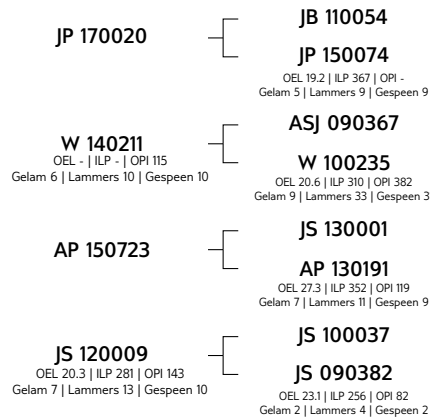 JP 170020
JB 110054
JP 150074
OEL 19.2 | ILP 367 | OPI -
Gelam 5 | Lammers 9 | Gespeen 9
W 140211
OEL - | ILP - | OPI 115
Gelam 6 | Lammers 10 | Gespeen 10
ASJ 090367
W 100235
OEL 20.6 | ILP 310 | OPI 382
Gelam 9 | Lammers 33 | Gespeen 3
AP 150723
JS 130001
AP 130191
OEL 27.3 | ILP 352 | OPI 119
Gelam 7 | Lammers 11 | Gespeen 9
JS 120009
OEL 20.3 | ILP 281 | OPI 143
Gelam 7 | Lammers 13 | Gespeen 10
JS 100037
JS 090382
OEL 23.1 | ILP 256 | OPI 82
Gelam 2 | Lammers 4 | Gespeen 2